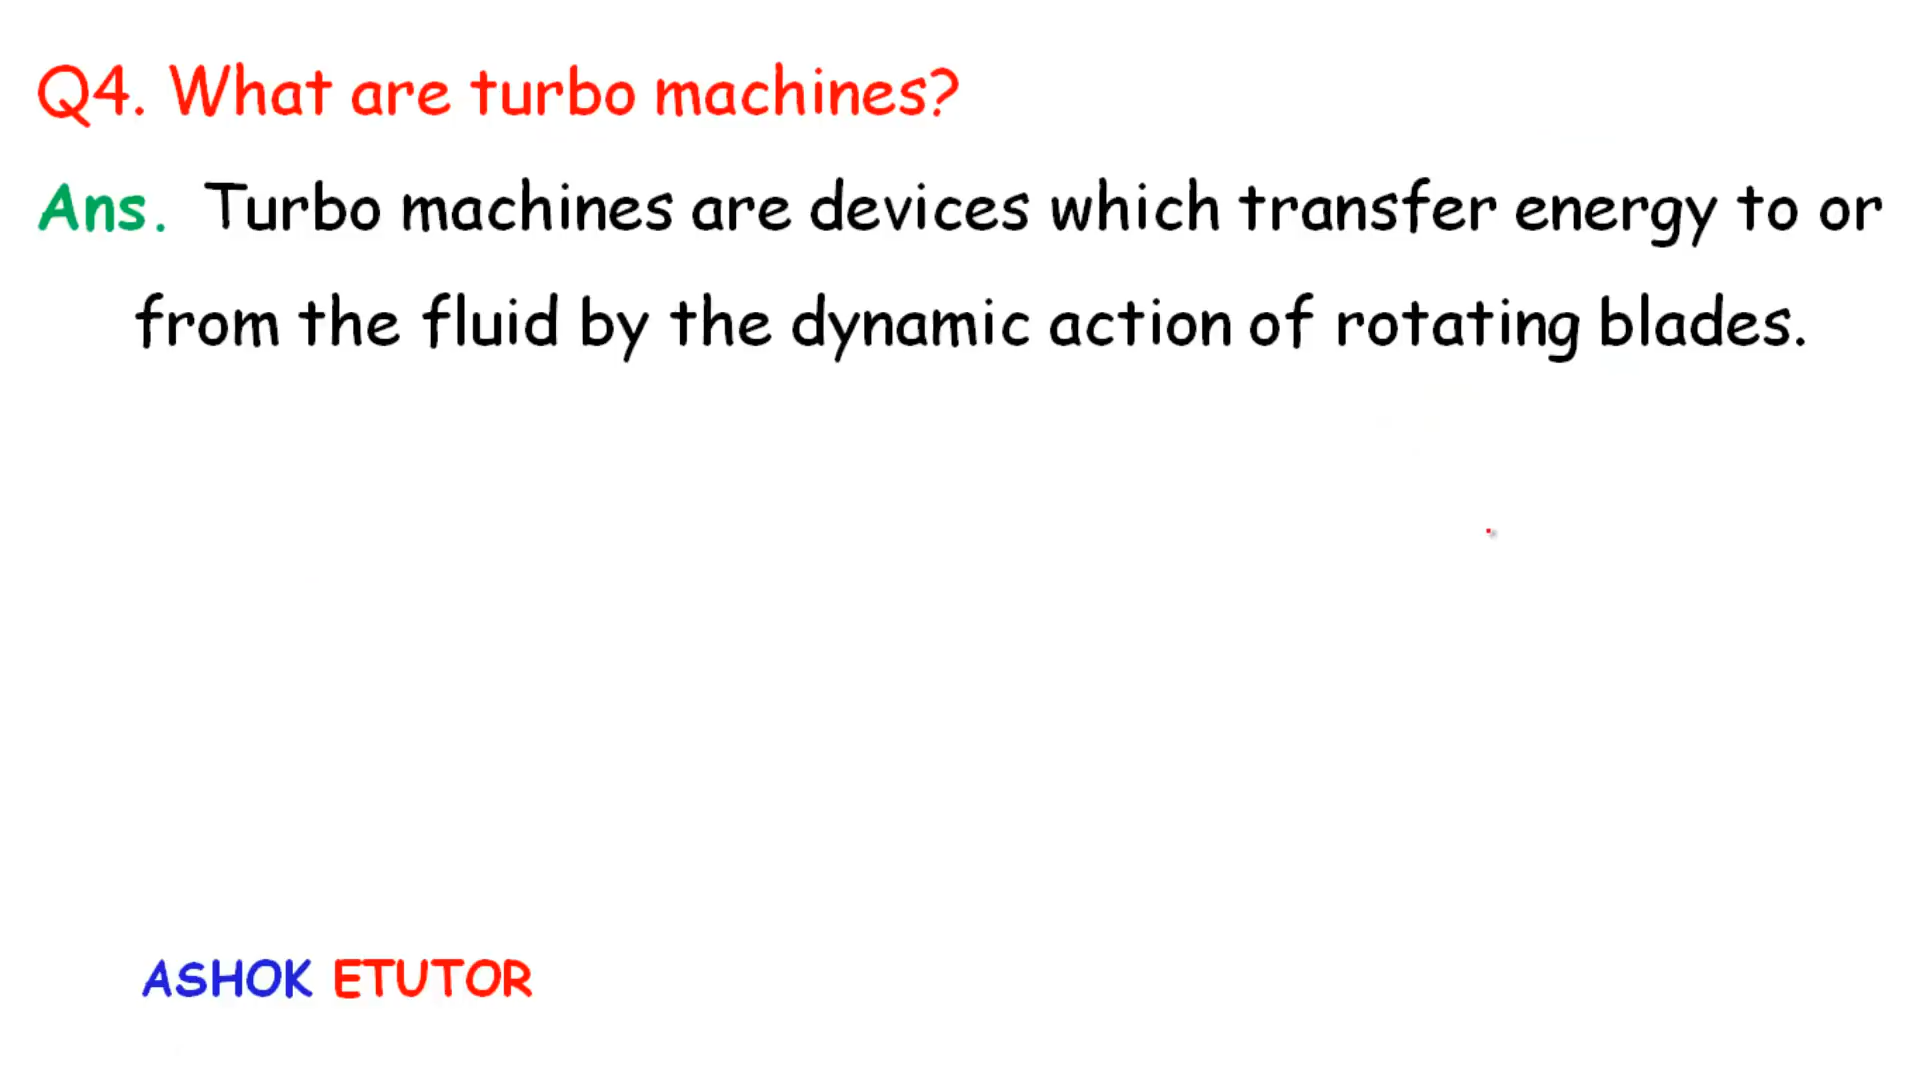 Q4. What are turbo machines?
Ans. Turbo machines are devices which transfer energy to or
from the fluid by the dynamic action of rotating blades.
ASHOK ETUTOR